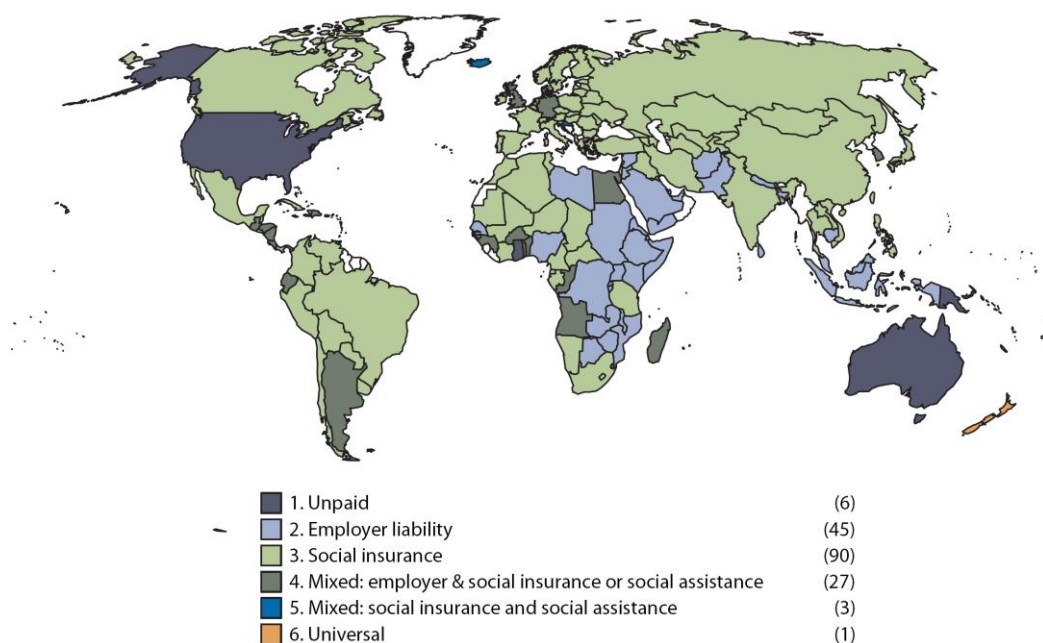 1. Unpaid (6)
2. Employer liability (45)
3. Social insurance (90)
4. Mixed: employer & social insurance or social assistance (27)
5. Mixed: social insurance and social assistance (3)
6. Universal (1)